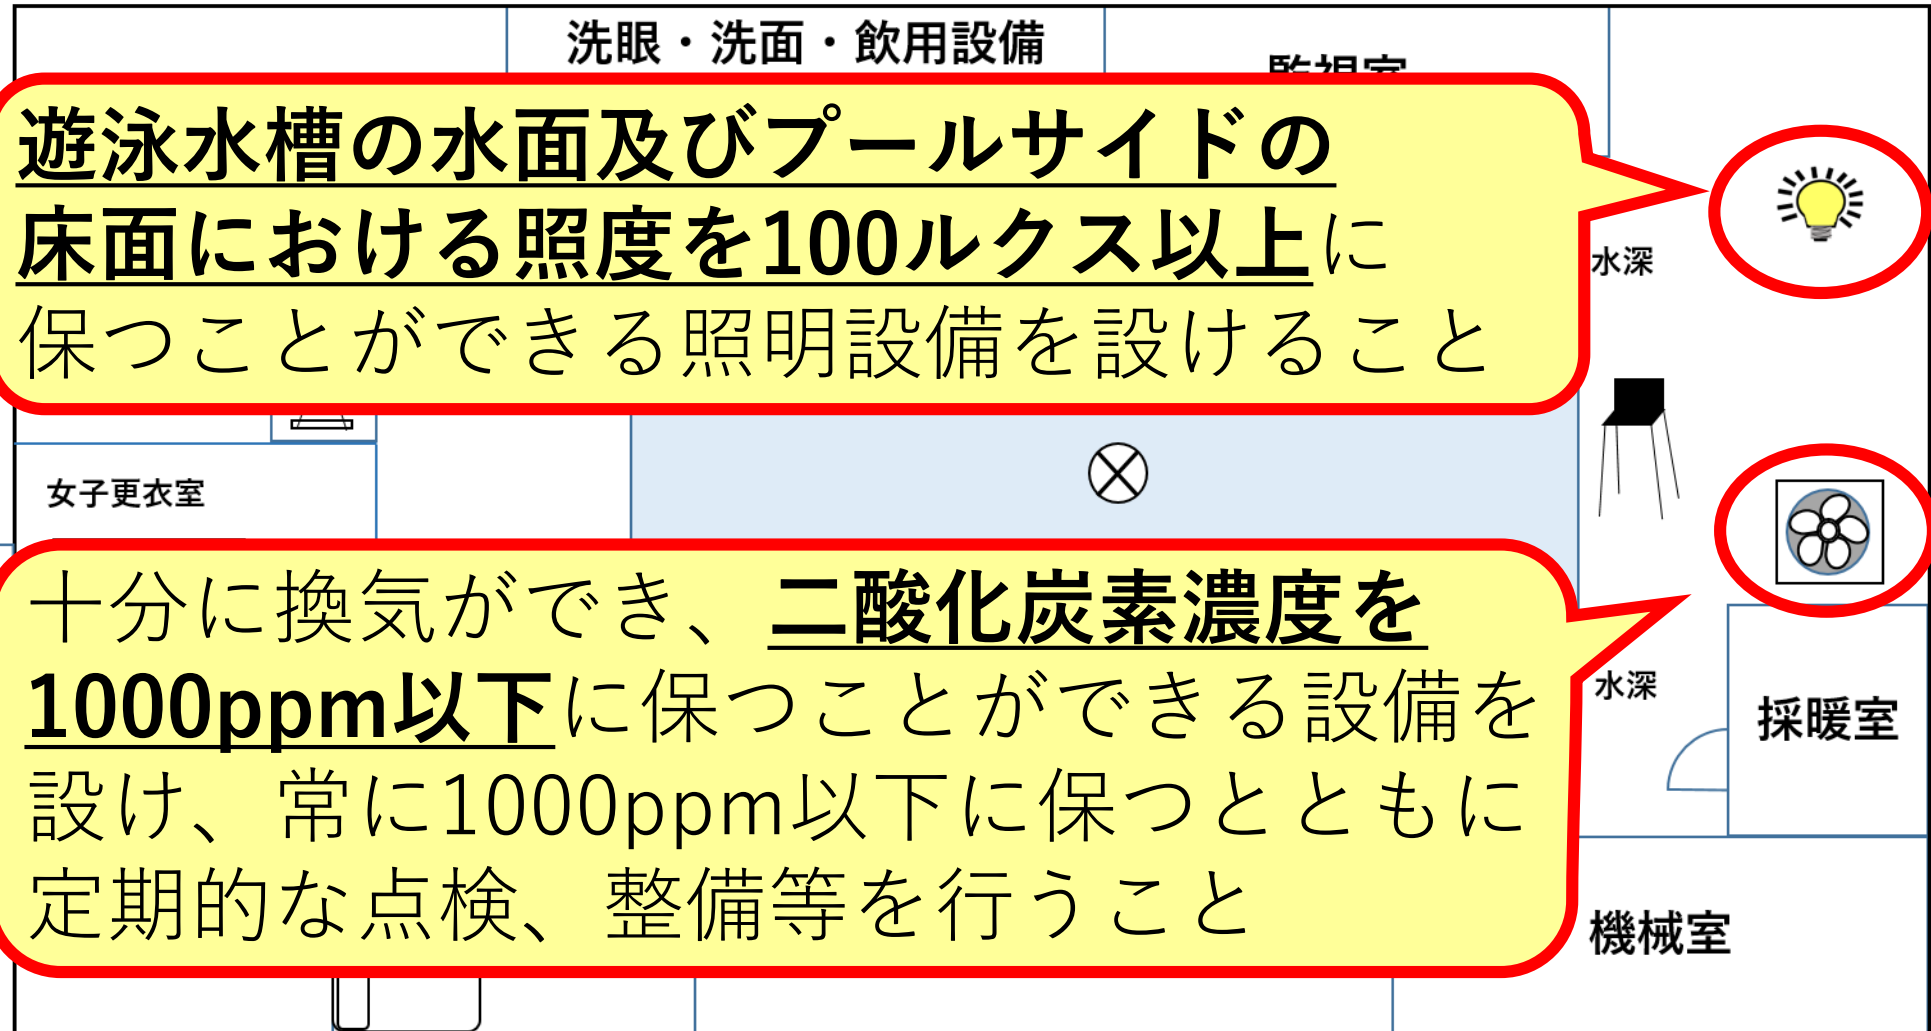 洗眼・洗面・飲用設備
監視室
遊泳水槽の水面及びプールサイドの
床面における照度を100ルクス以上に
保つことができる照明設備を設けること
水深
女子更衣室
十分に換気ができ、二酸化炭素濃度を
1000ppm以下に保つことができる設備を
設け、常に1000ppm以下に保つとともに
定期的な点検、整備等を行うこと
水深
採暖室
機械室